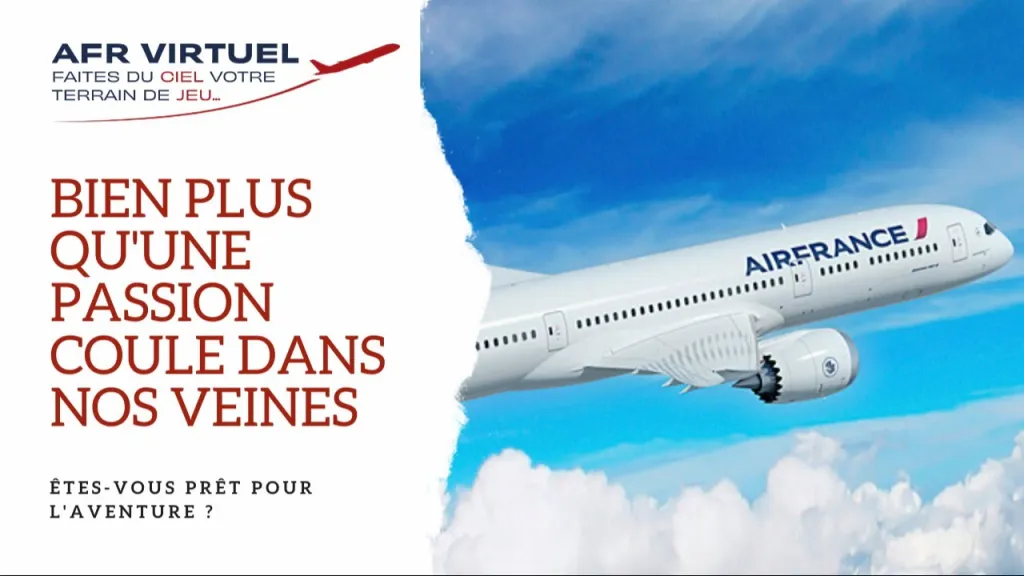 AFR VIRTUEL
FAITES DU CIEL VOTRE
TERRAIN DE JEU...
BIEN PLUS
QU'UNE
PASSION
COULE DANS
NOS VEINES
ÊTES-VOUS PRÊT POUR
L'AVENTURE ?
AIRFRANCE